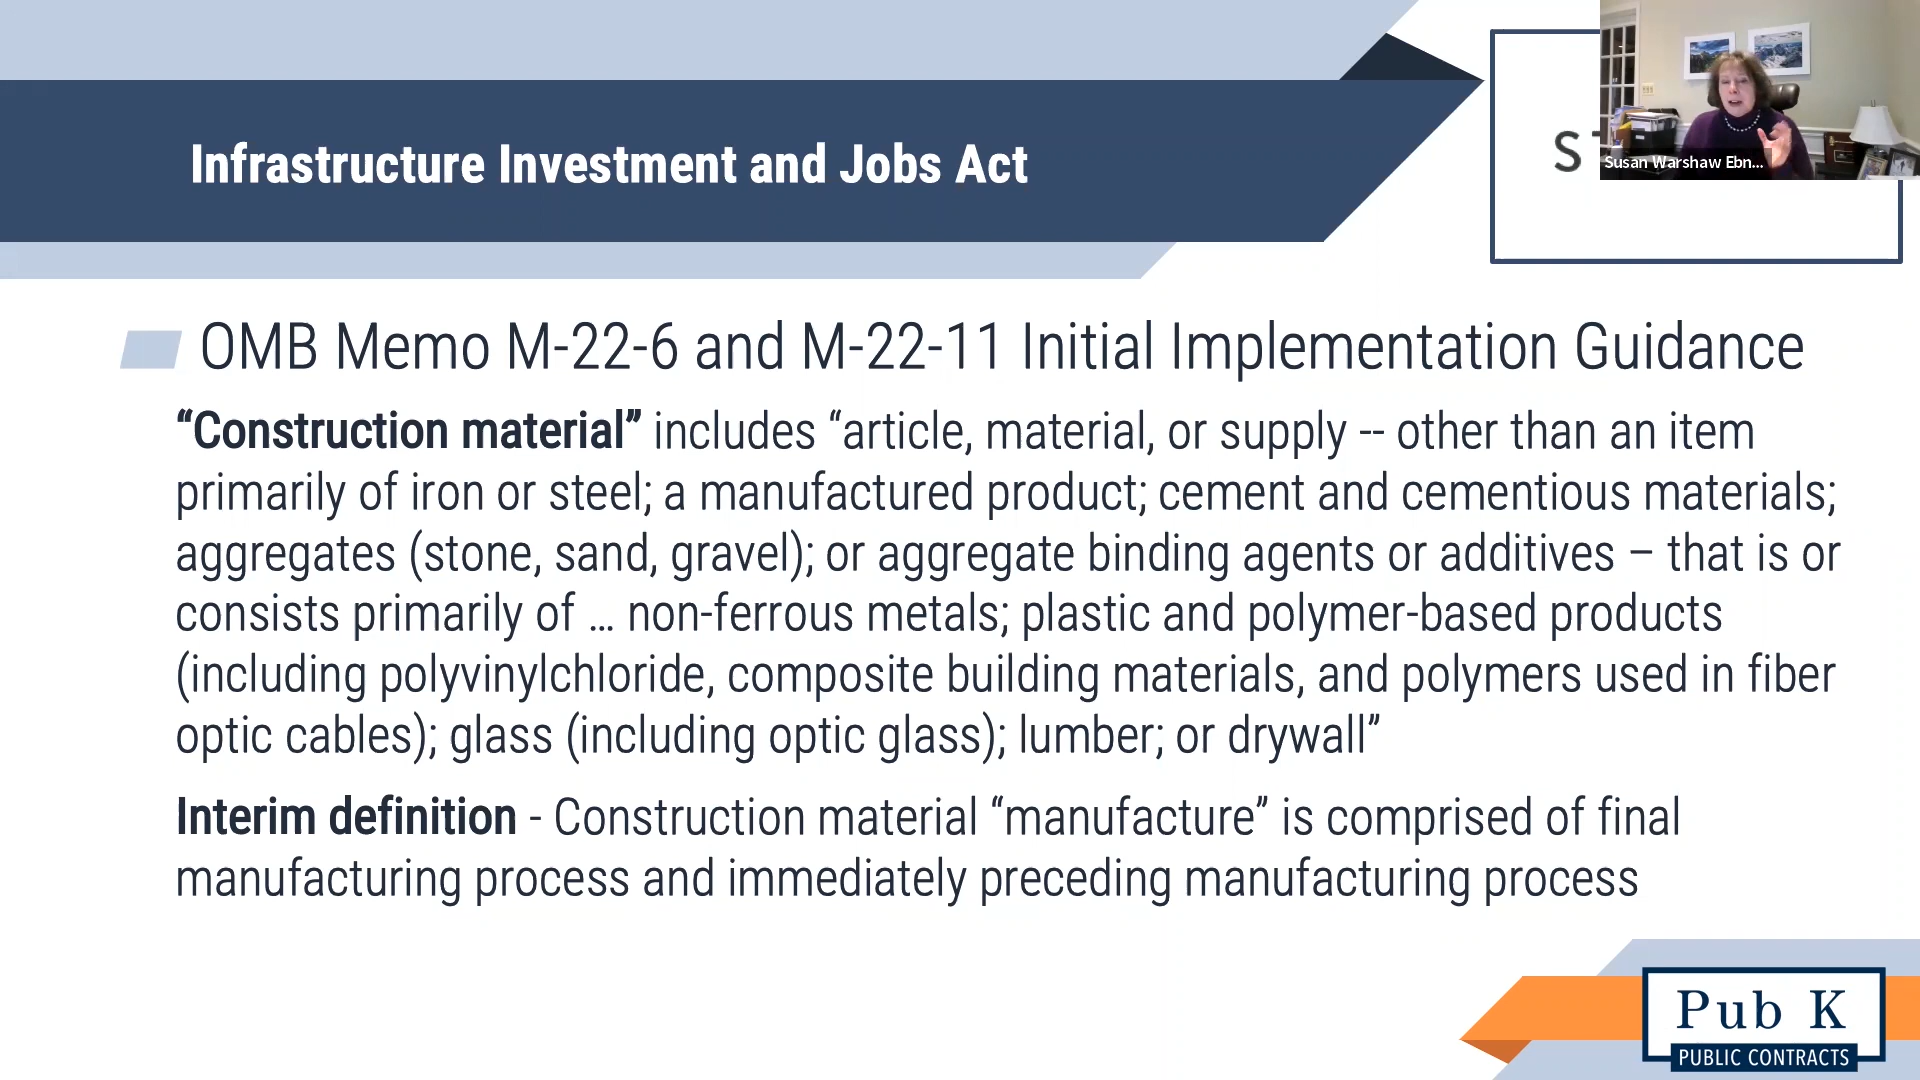 Infrastructure Investment and Jobs Act
Susan Warshaw Ebn...
OMB Memo M-22-6 and M-22-11 Initial Implementation Guidance
“Construction material” includes “article, material, or supply -- other than an item
primarily of iron or steel; a manufactured product; cement and cementious materials;
aggregates (stone, sand, gravel); or aggregate binding agents or additives – that is or
consists primarily of … non-ferrous metals; plastic and polymer-based products
(including polyvinylchloride, composite building materials, and polymers used in fiber
optic cables); glass (including optic glass); lumber; or drywall”
Interim definition - Construction material “manufacture” is comprised of final
manufacturing process and immediately preceding manufacturing process
Pub K
PUBLIC CONTRACTS